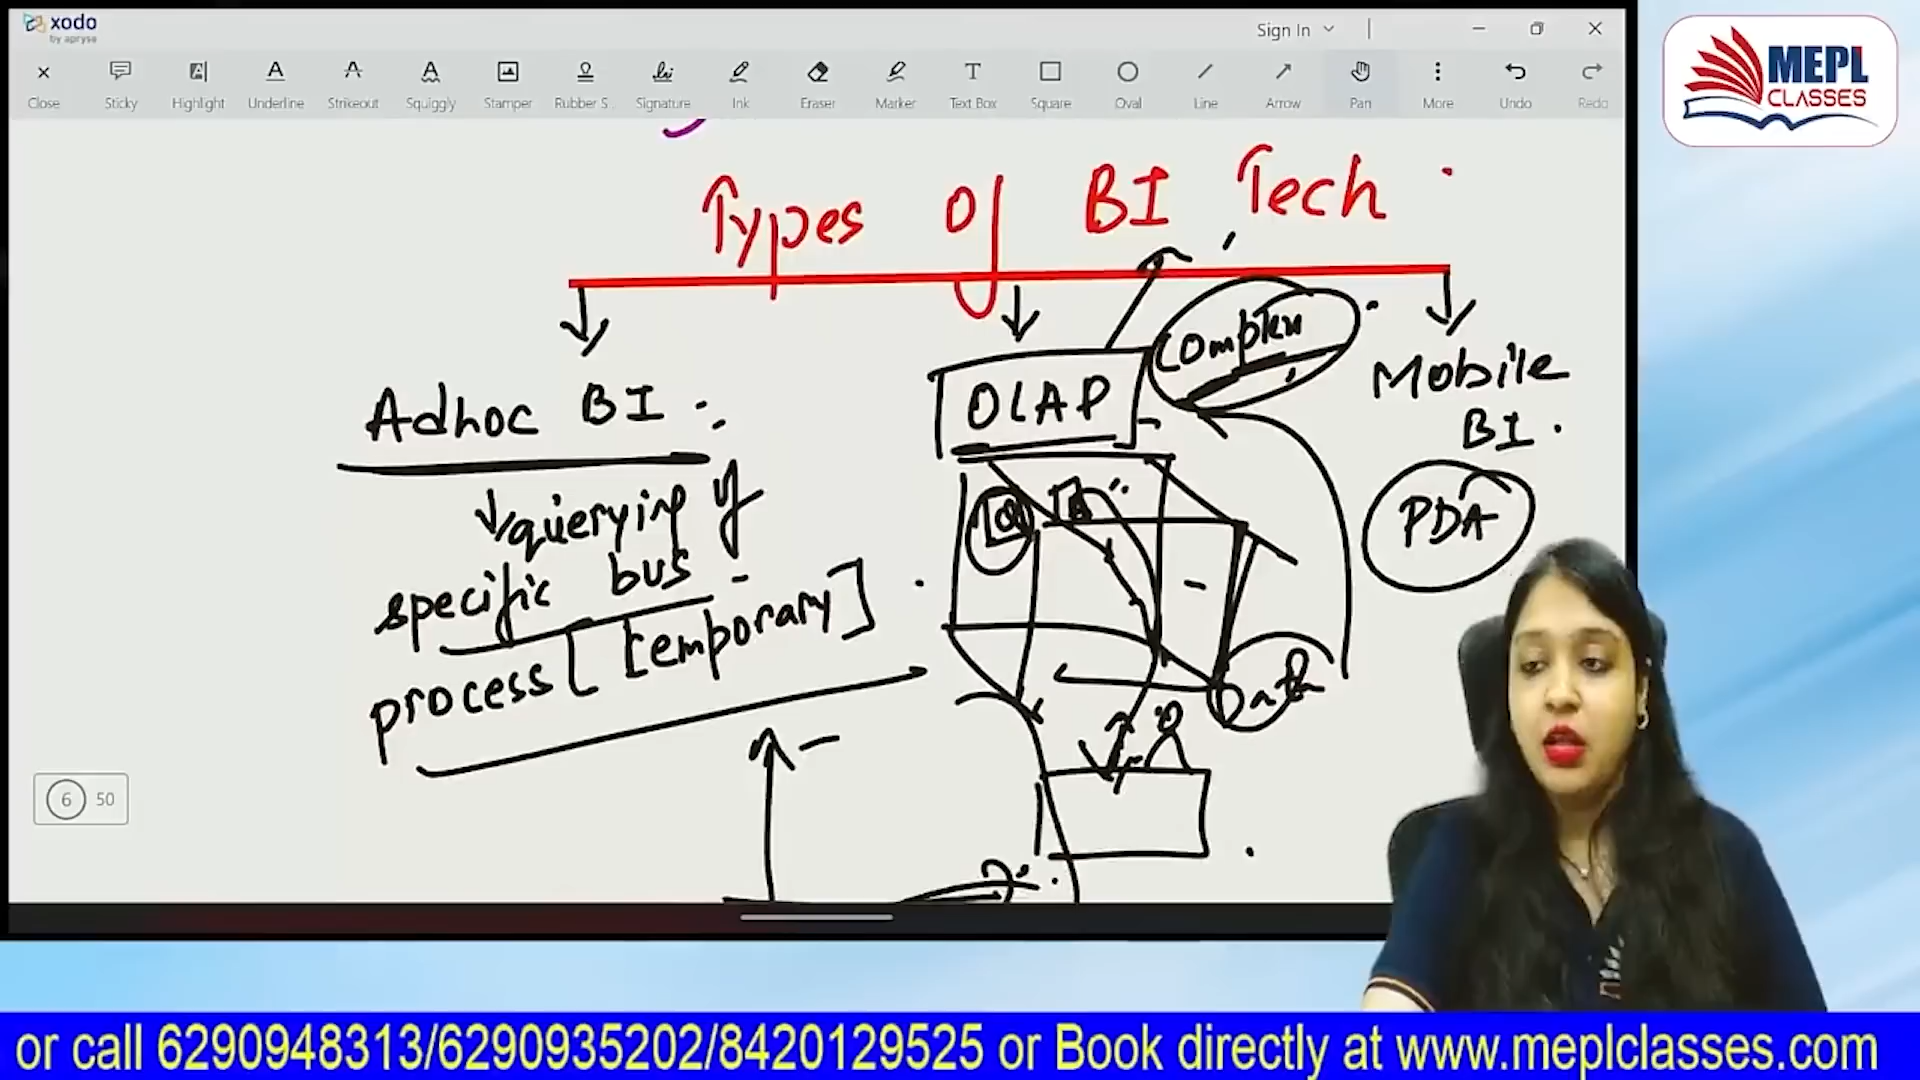 xodo
by apryse
Sign In
Close
Sticky
Highlight
Underline
Strikeout
Squiggly
Stamper
Rubber S..
Signature
Ink
Eraser
Marker
Text Box
Square
Oval
Line
Arrow
Pan
More
Undo
Redo
MEPL
CLASSES
Types of BI Tech
Adhoc BI
querying of
specific bus
process [temporary]
OLAP
Complex
Data
Mobile
BI.
PDA
6 50
or call 6290948313/6290935202/8420129525 or Book directly at www.meplclasses.com